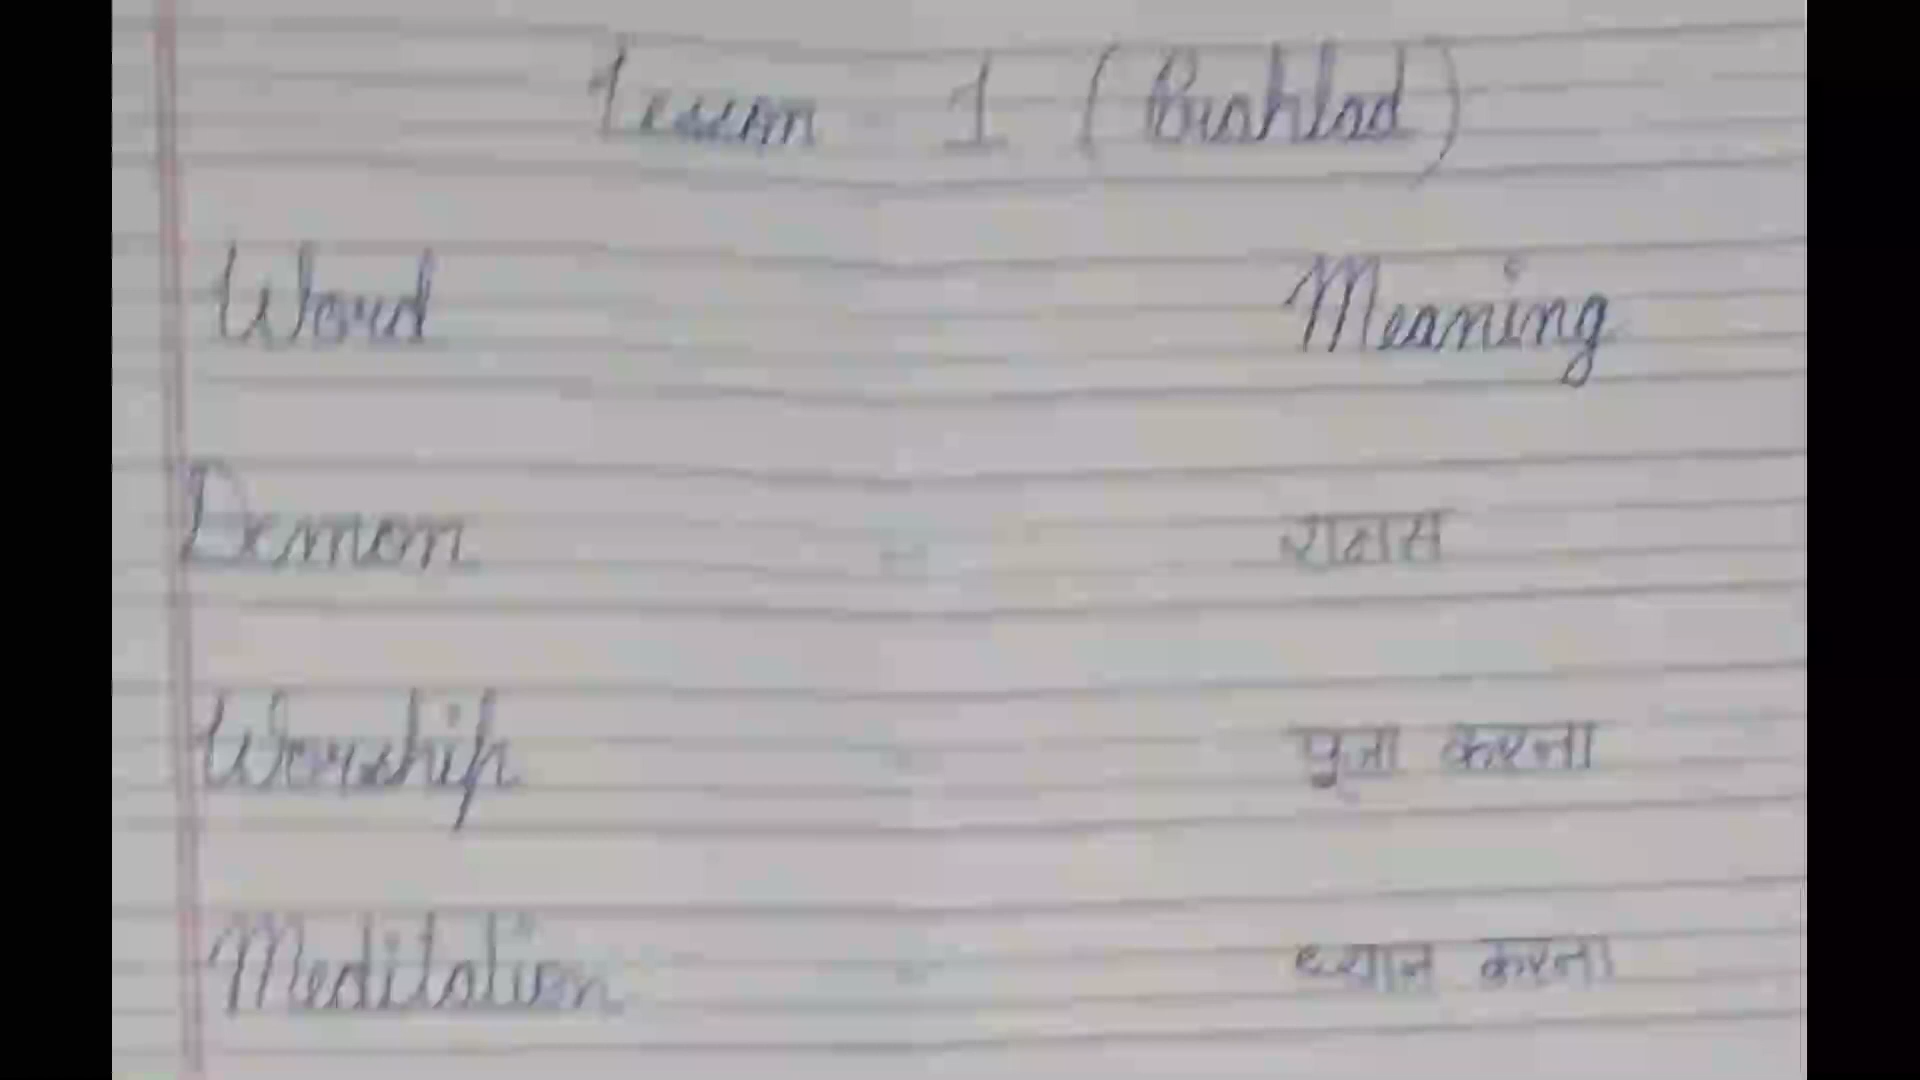 Lesson 1 (Prahlad)
Word Meaning
Demon - राक्षस
Worship - पुजा करना
Meditation - ध्यान करना